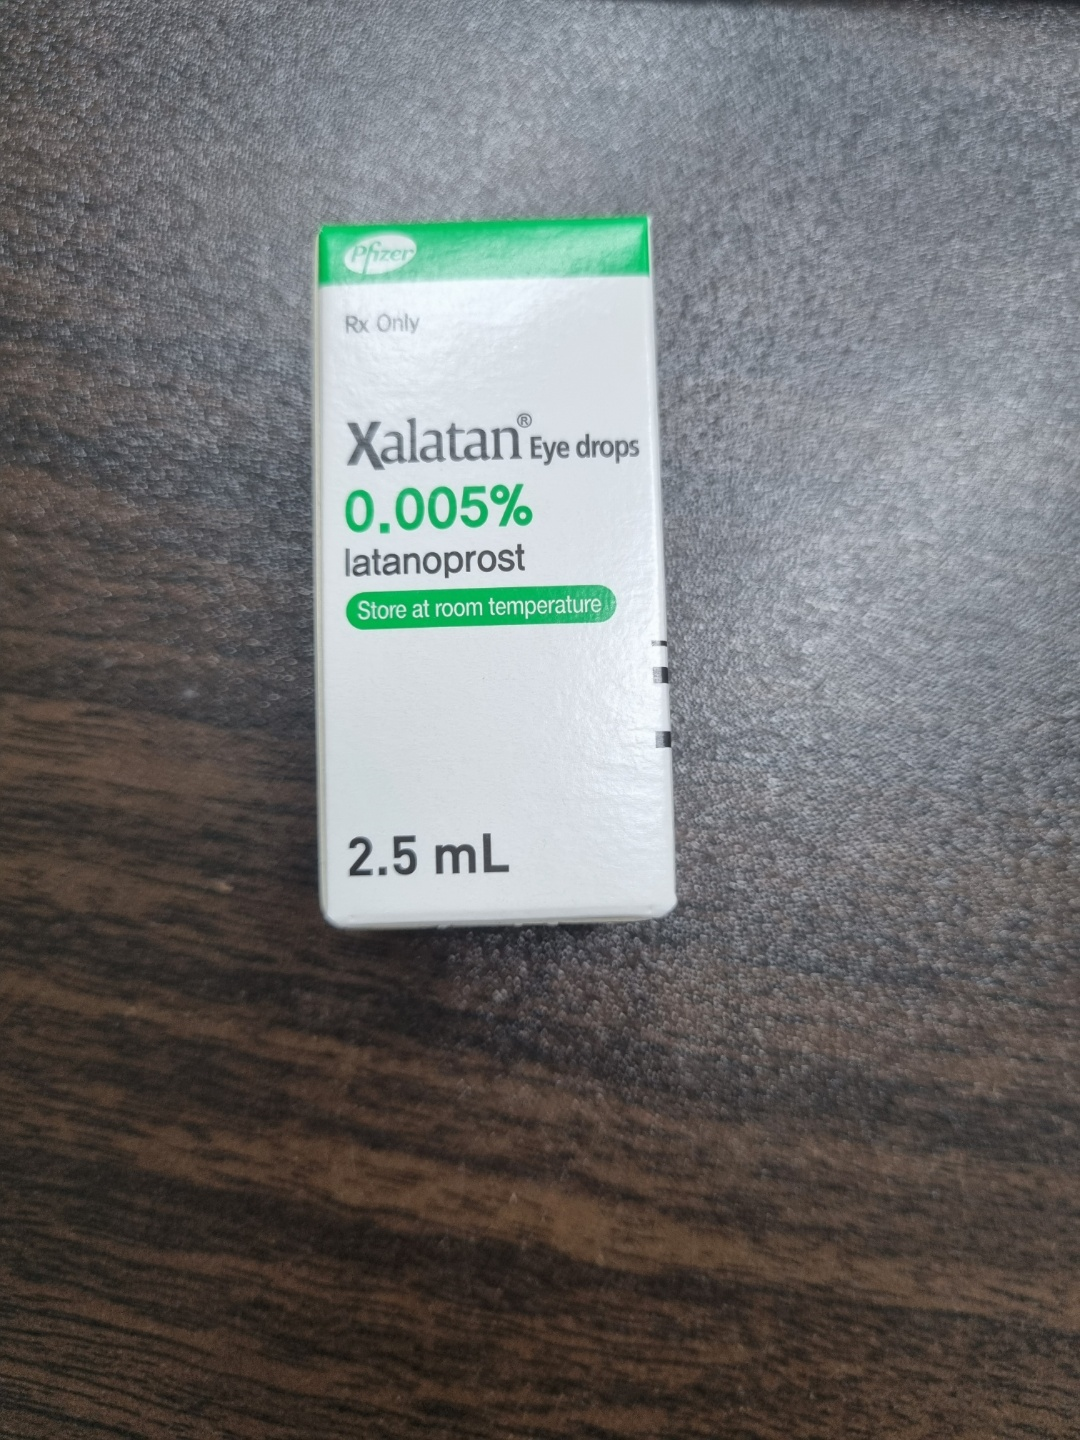 Pfizer
Rx Only
Xalatan® Eye drops
0.005%
latanoprost
Store at room temperature
2.5 mL